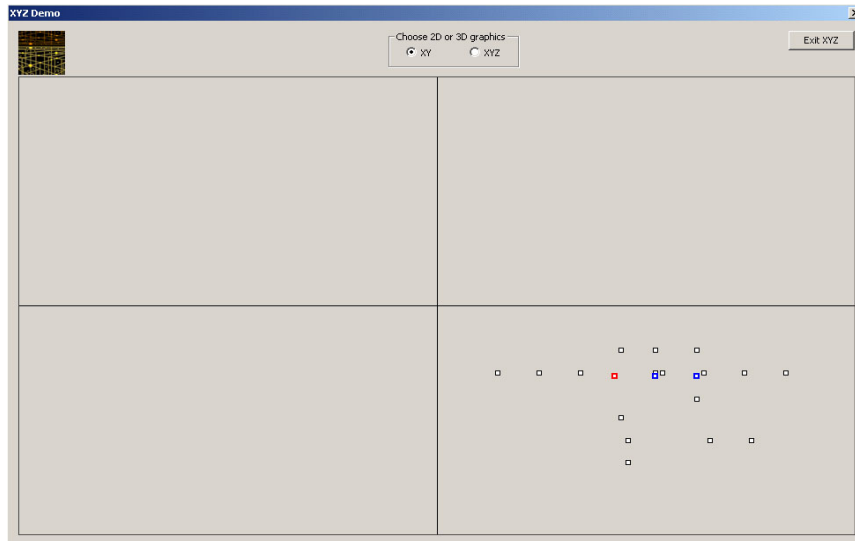 XYZ Demo
Choose 2D or 3D graphics
XY
XYZ
Exit XYZ